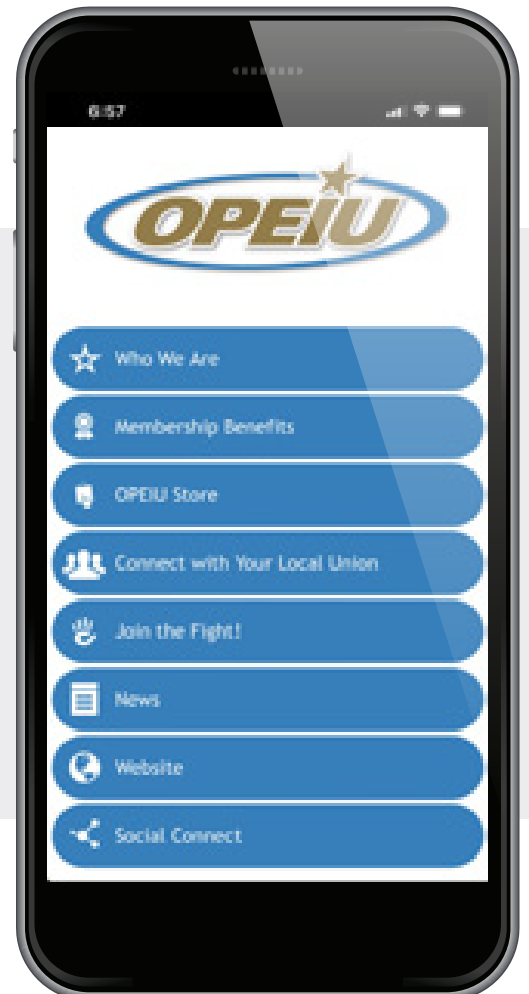 6:57
OPEIU
Who We Are
Membership Benefits
OPEIU Store
Connect with Your Local Union
Join the Fight!
News
Website
Social Connect